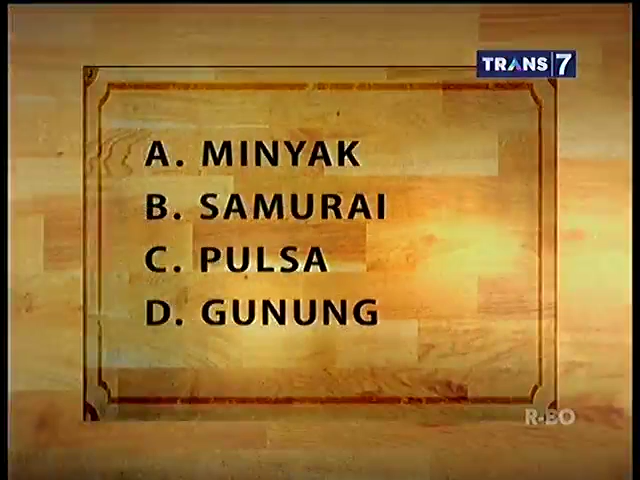 TRANS 7
A. MINYAK
B. SAMURAI
C. PULSA
D. GUNUNG
R-BO